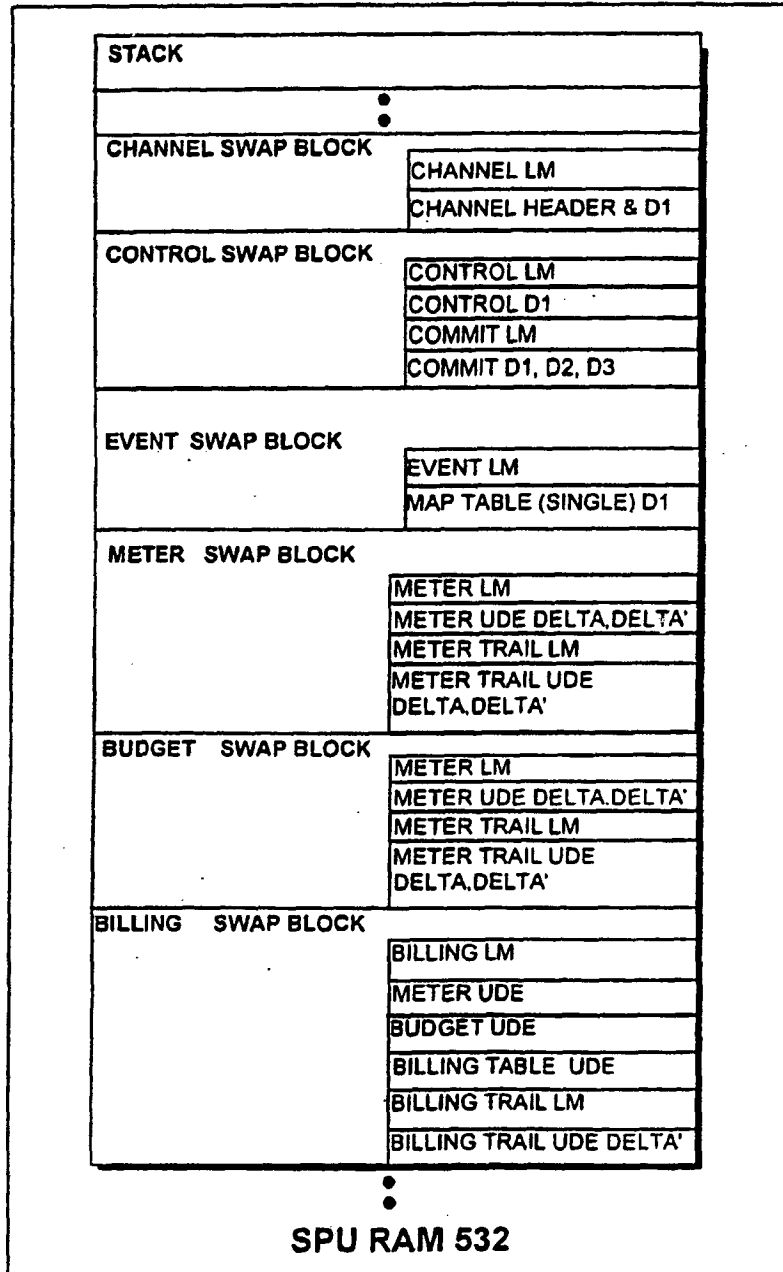 STACK
CHANNEL SWAP BLOCK
CHANNEL LM
CHANNEL HEADER & D1
CONTROL SWAP BLOCK
CONTROL LM
CONTROL D1
COMMIT LM
COMMIT D1, D2, D3
EVENT SWAP BLOCK
EVENT LM
MAP TABLE (SINGLE) D1
METER SWAP BLOCK
METER LM
METER UDE DELTA,DELTA'
METER TRAIL LM
METER TRAIL UDE
DELTA,DELTA'
BUDGET SWAP BLOCK
METER LM
METER UDE DELTA.DELTA'
METER TRAIL LM
METER TRAIL UDE
DELTA.DELTA'
BILLING SWAP BLOCK
BILLING LM
METER UDE
BUDGET UDE
BILLING TABLE UDE
BILLING TRAIL LM
BILLING TRAIL UDE DELTA'
SPU RAM 532